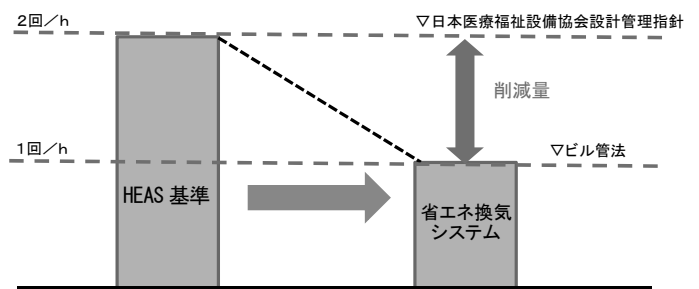 2回／h
▽日本医療福祉設備協会設計管理指針
削減量
1回／h
▽ビル管法
HEAS 基準
省エネ換気
システム